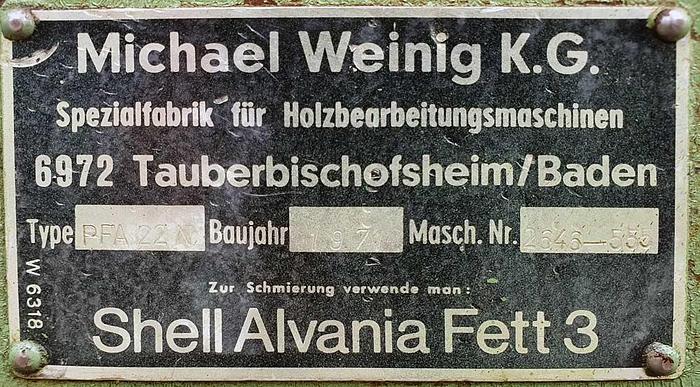 Michael Weinig K.G.
Spezialfabrik für Holzbearbeitungsmaschinen
6972 Tauberbischofsheim/Baden
Type PFA 22 N Baujahr Masch. Nr.
Zur Schmierung verwende man:
Shell Alvania Fett 3
W 6318